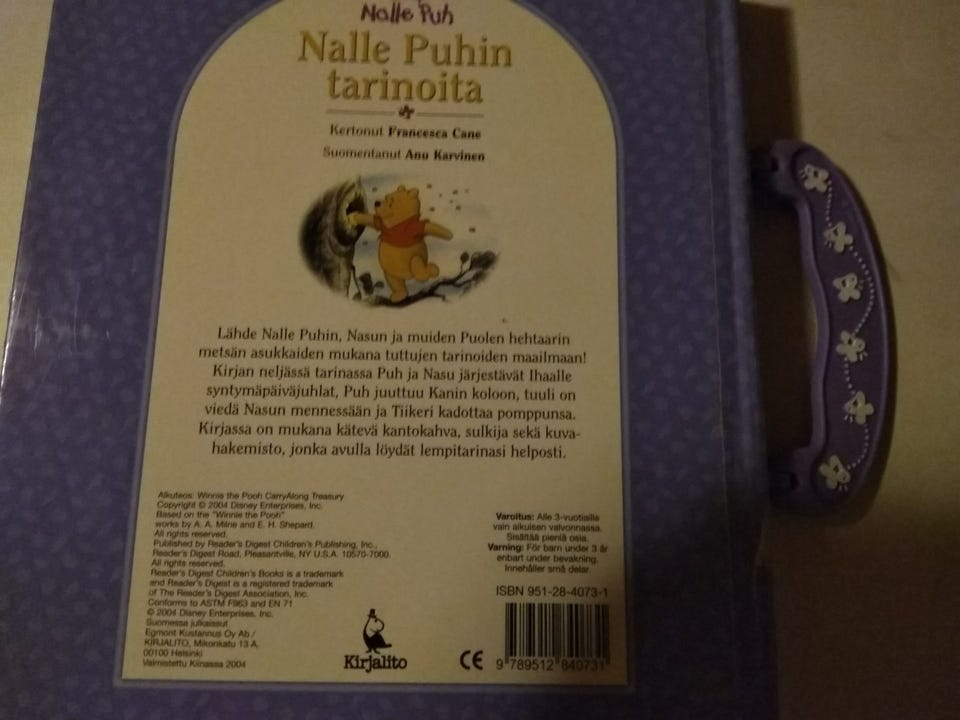 Nalle Puh
Nalle Puhin
tarinoita
Kertonut Francesca Cane
Suomentanut Anu Karvinen
Lähde Nalle Puhin, Nasun ja muiden Puolen hehtaarin
metsän asukkaiden mukana tuttujen tarinoiden maailmaan!
Kirjan neljässä tarinassa Puh ja Nasu järjestävät Ihaalle
syntymäpäiväjuhlat, Puh juuttuu Kanin koloon, tuuli on
viedä Nasun mennessään ja Tiikeri kadottaa pomppunsa.
Kirjassa on mukana kätevä kantokahva, sulkija sekä kuva-
hakemisto, jonka avulla löydät lempitarinasi helposti.
Alkuteos: Winnie the Pooh CarryAlong Treasury
Copyright © 2004 Disney Enterprises, Inc.
Based on the "Winnie the Pooh"
works by A. A. Milne and E. H. Shepard.
All rights reserved.
Published by Reader's Digest Children's Publishing, Inc.,
Reader's Digest Road, Pleasantville, NY U.S.A. 10570-7000.
All rights reserved.
Reader's Digest Children's Books is a trademark
and Reader's Digest is a registered trademark
of The Reader's Digest Association, Inc.
Conforms to ASTM F963 and EN 71
© 2004 Disney Enterprises, Inc.
Suomessa julkaissut
Egmont Kustannus Oy Ab /
KIRJALITO, Mikonkatu 13 A,
00100 Helsinki
Valmistettu Kiinassa 2004
Kirjalito
CE
Varoitus: Alle 3-vuotiaille
vain aikuisen valvonnassa.
Sisältää pieniä osia.
Varning: För barn under 3 år
enbart under bevakning.
Innehåller små delar.
ISBN 951-28-4073-1
9 789512 840731